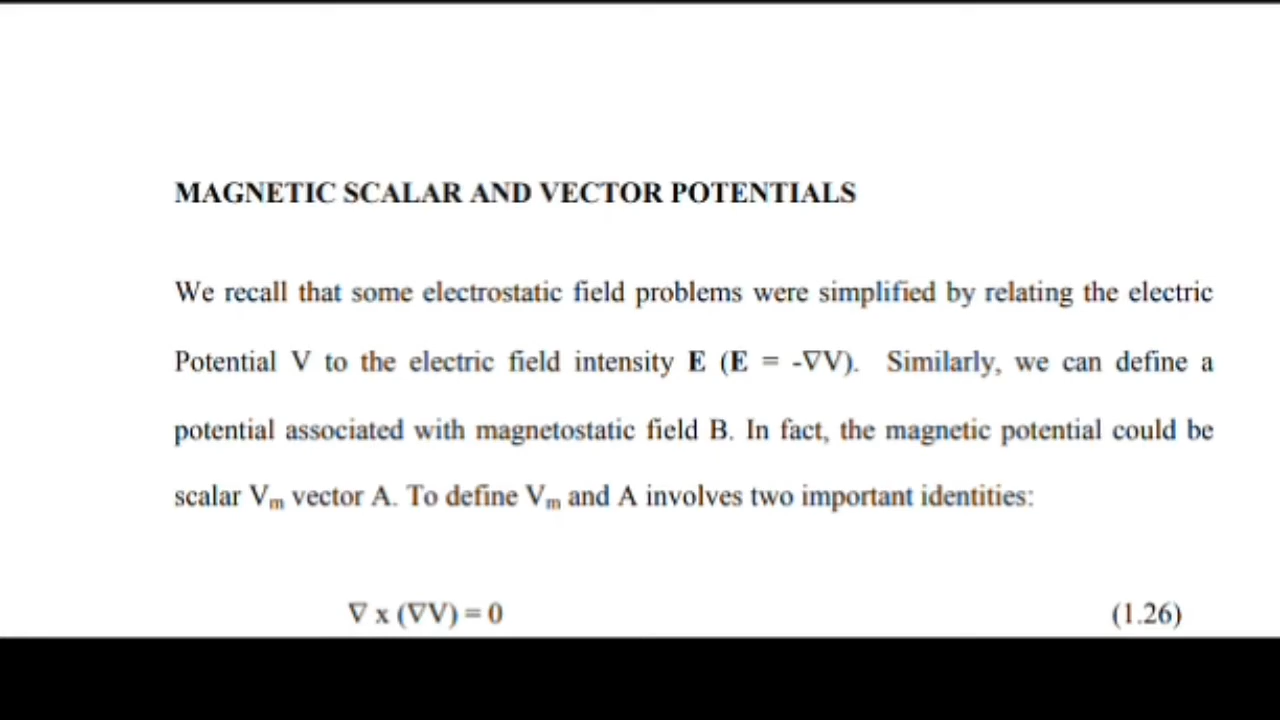 MAGNETIC SCALAR AND VECTOR POTENTIALS
We recall that some electrostatic field problems were simplified by relating the electric
Potential V to the electric field intensity E (E = -∇V). Similarly, we can define a
potential associated with magnetostatic field B. In fact, the magnetic potential could be
scalar Vₘ vector A. To define Vₘ and A involves two important identities:
∇ x (∇V) = 0 (1.26)